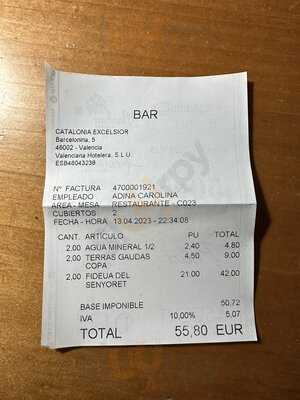 BAR
CATALONIA EXCELSIOR
Barcelonina, 5
46002 - Valencia
Valenciana Hotelera, S.L.U.
ESB46043238
Nº FACTURA 4700001921
EMPLEADO ADINA CAROLINA
AREA - MESA RESTAURANTE - C023
CUBIERTOS 2
FECHA - HORA 13.04.2023 - 22:34:08
CANT. ARTÍCULO PU TOTAL
2,00 AGUA MINERAL 1/2 2,40 4,80
2,00 TERRAS GAUDAS 4,50 9,00
COPA
2,00 FIDEUA DEL 21,00 42,00
SENYORET
BASE IMPONIBLE 50,72
IVA 10,00% 5,07
TOTAL 55,80 EUR